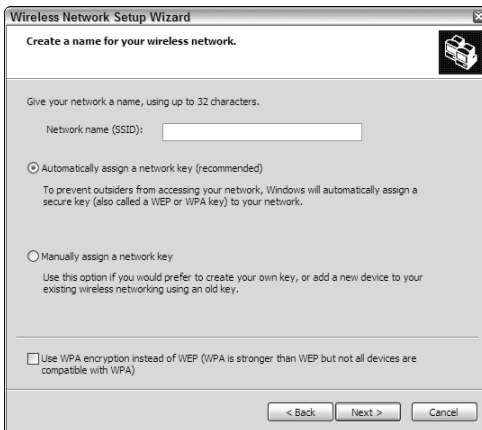 Wireless Network Setup Wizard
Create a name for your wireless network.
Give your network a name, using up to 32 characters.
Network name (SSID):
Automatically assign a network key (recommended)
To prevent outsiders from accessing your network, Windows will automatically assign a
secure key (also called a WEP or WPA key) to your network.
Manually assign a network key
Use this option if you would prefer to create your own key, or add a new device to your
existing wireless networking using an old key.
Use WPA encryption instead of WEP (WPA is stronger than WEP but not all devices are
compatible with WPA)
< Back Next > Cancel